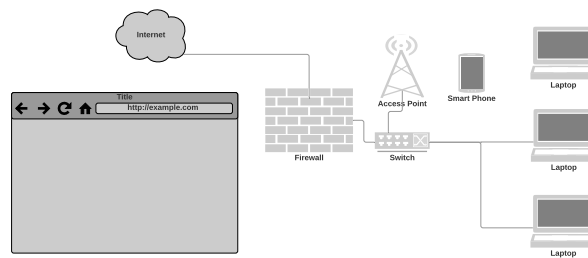 Internet
Title
http://example.com
Firewall
Access Point
Switch
Smart Phone
Laptop
Laptop
Laptop